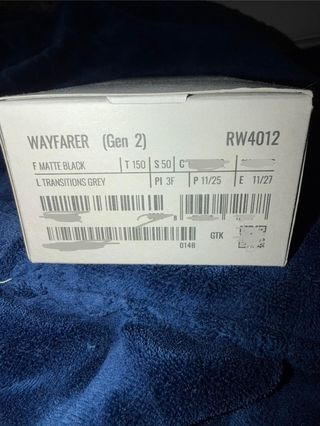 WAYFARER (Gen 2) RW4012
F MATTE BLACK T 150 S 50 C
L TRANSITIONS GREY PI 3F P 11/25 E 11/27
014B GTK